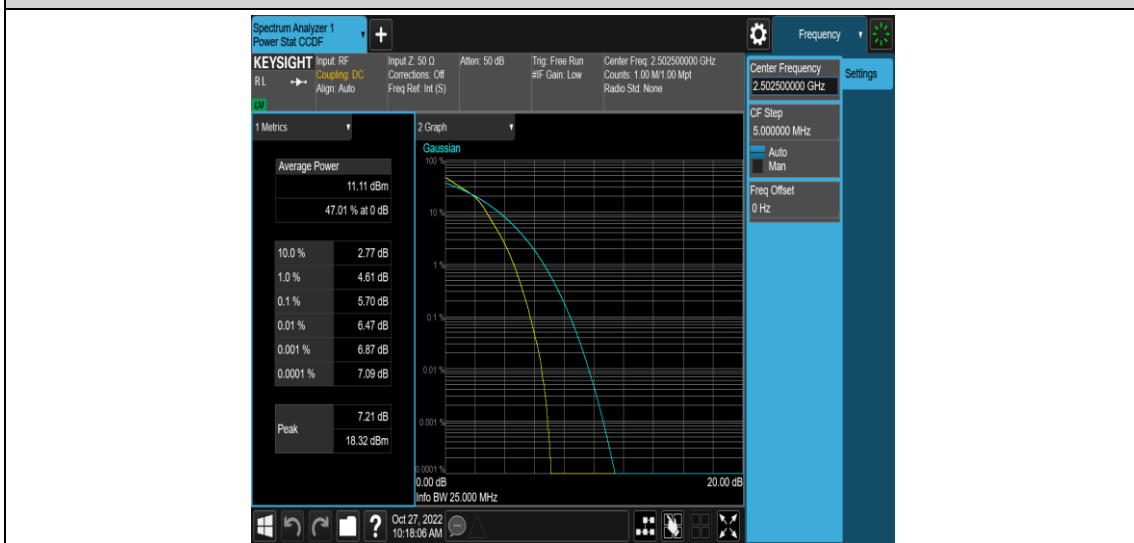 Spectrum Analyzer 1
Power Stat CCDF
Frequency
KEYSIGHT
Input: RF
Coupling: DC
Align: Auto
Input Z: 50 Ω
Corrections: Off
Freq Ref: Int (S)
Atten: 50 dB
Trig: Free Run
#IF Gain: Low
Center Freq: 2.502500000 GHz
Counts: 1.00 M/1.00 Mpt
Radio Std: None
R L
Center Frequency
2.502500000 GHz
Settings
CF Step
5.000000 MHz
Auto
Man
Freq Offset
0 Hz
1 Metrics
Average Power
11.11 dBm
47.01 % at 0 dB
10.0 % 2.77 dB
1.0 % 4.61 dB
0.1 % 5.70 dB
0.01 % 6.47 dB
0.001 % 6.87 dB
0.0001 % 7.09 dB
Peak
7.21 dB
18.32 dBm
2 Graph
Gaussian
100 %
10 %
1 %
0.1 %
0.01 %
0.001 %
0.0001 %
0.00 dB 20.00 dB
Info BW 25.000 MHz
?
Oct 27, 2022
10:18:06 AM